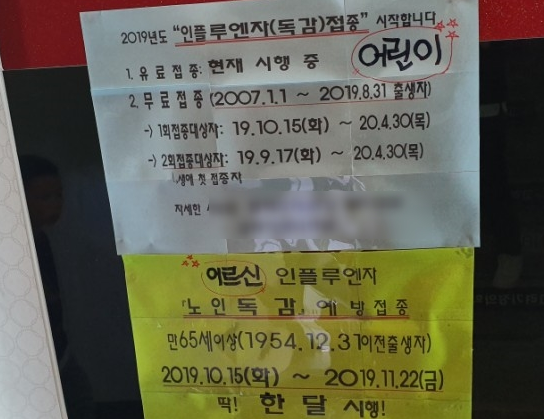 2019년도 "인플루엔자(독감)접종" 시작합니다
어린이
1. 유료접종: 현재 시행 중
2. 무료접종(2007.1.1 ~ 2019.8.31 출생자)
-) 1회접종대상자: 19.10.15(화) ~ 20.4.30(목)
-) 2회접종대상자: 19.9.17(화) ~ 20.4.30(목)
(생애 첫 접종자
자세한
어르신 인플루엔자
「노인독감」예방접종
만65세이상(1954.12.31이전출생자)
2019.10.15(화) ~ 2019.11.22(금)
딱! 한달 시행!